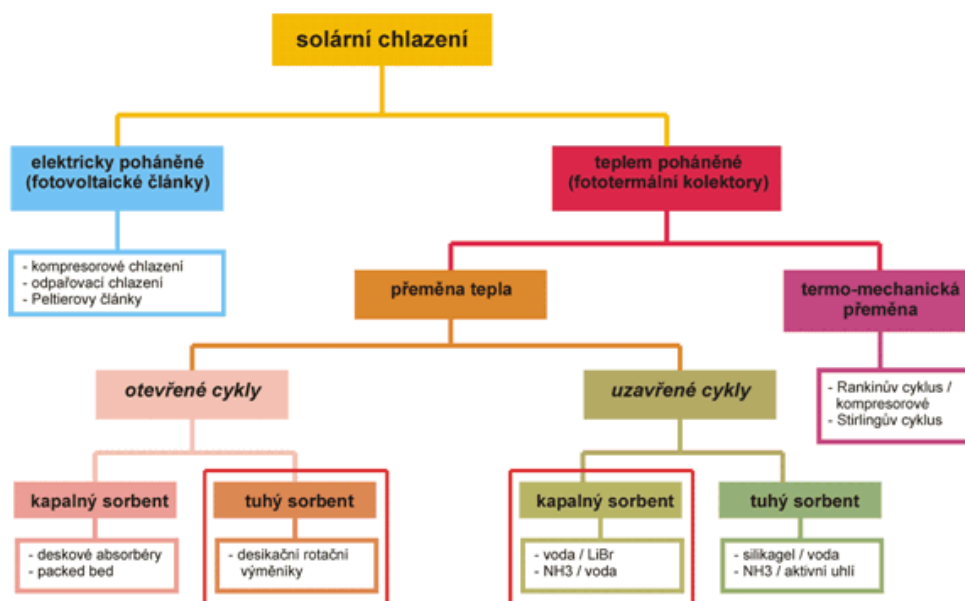 solární chlazení
elektricky poháněné
(fotovoltaické články)
teplem poháněné
(fototermální kolektory)
- kompresorové chlazení
- odpařovací chlazení
- Peltierovy články
přeměna tepla
termo-mechanická
přeměna
otevřené cykly
uzavřené cykly
- Rankinův cyklus /
kompresorové
- Stirlingův cyklus
kapalný sorbent
tuhý sorbent
kapalný sorbent
tuhý sorbent
- deskové absorbéry
- packed bed
- desikační rotační
výměníky
- voda / LiBr
- NH3 / voda
- silikagel / voda
- NH3 / aktivní uhlí